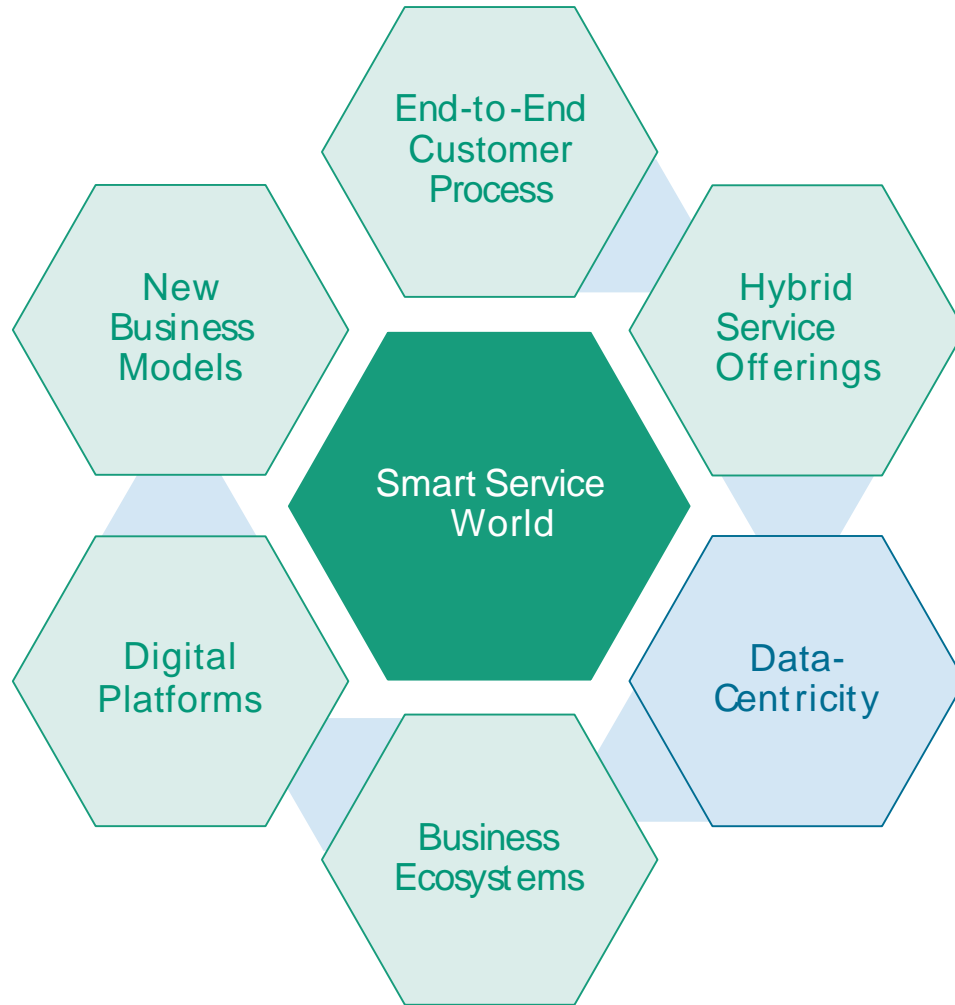 End-to-End
Customer
Process
New
Business
Models
Hybrid
Service
Offerings
Smart Service
World
Digital
Platforms
Data-
Centricity
Business
Ecosystems